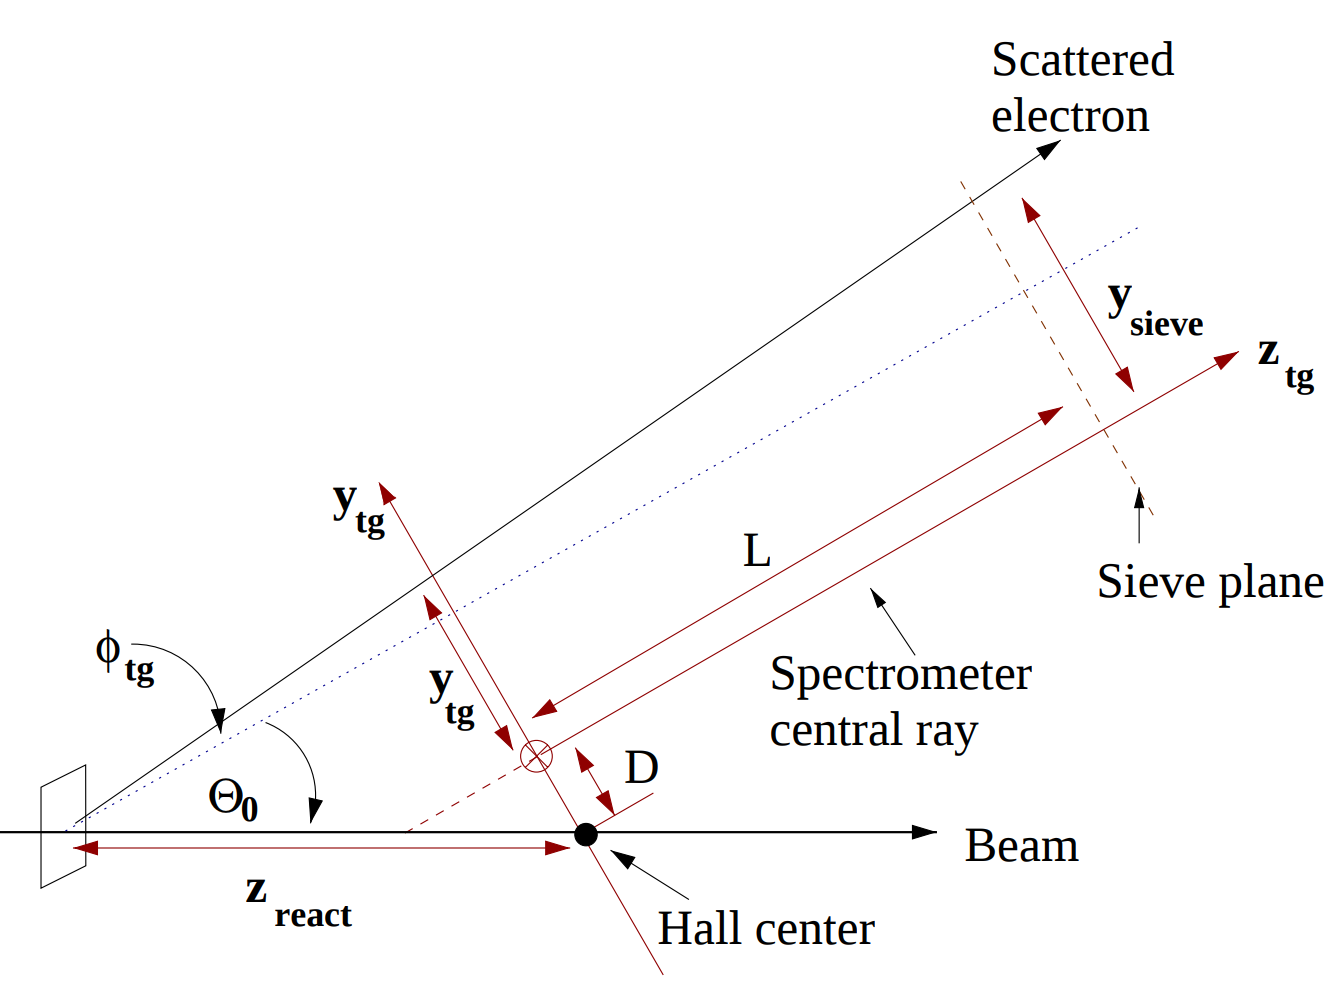 Scattered
electron
y sieve
z tg
y tg
L
Sieve plane
ϕ tg
y tg
Spectrometer
central ray
D
Θ0
Beam
z react
Hall center